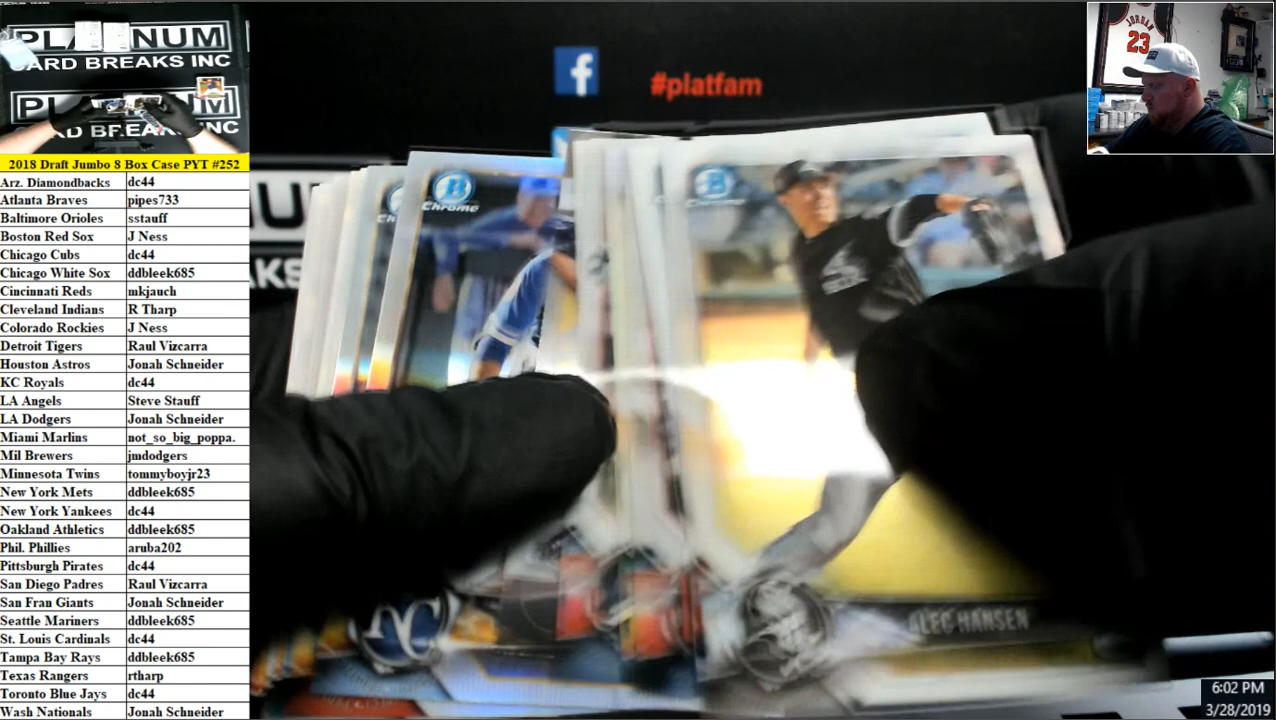 PLATINUM
CARD BREAKS INC
2018 Draft Jumbo 8 Box Case PYT #252
Arz. Diamondbacks dc44
Atlanta Braves pipes733
Baltimore Orioles sstauff
Boston Red Sox J Ness
Chicago Cubs dc44
Chicago White Sox ddbleek685
Cincinnati Reds mkjauch
Cleveland Indians R Tharp
Colorado Rockies J Ness
Detroit Tigers Raul Vizcarra
Houston Astros Jonah Schneider
KC Royals dc44
LA Angels Steve Stauff
LA Dodgers Jonah Schneider
Miami Marlins not_so_big_poppa.
Mil Brewers jmdodgers
Minnesota Twins tommyboyjr23
New York Mets ddbleek685
New York Yankees dc44
Oakland Athletics ddbleek685
Phil. Phillies aruba202
Pittsburgh Pirates dc44
San Diego Padres Raul Vizcarra
San Fran Giants Jonah Schneider
Seattle Mariners ddbleek685
St. Louis Cardinals dc44
Tampa Bay Rays ddbleek685
Texas Rangers rtharp
Toronto Blue Jays dc44
Wash Nationals Jonah Schneider
f
#platfam
B
Chrome
B
Chrome
ALEC HANSEN
JORDAN
23
6:02 PM
3/28/2019